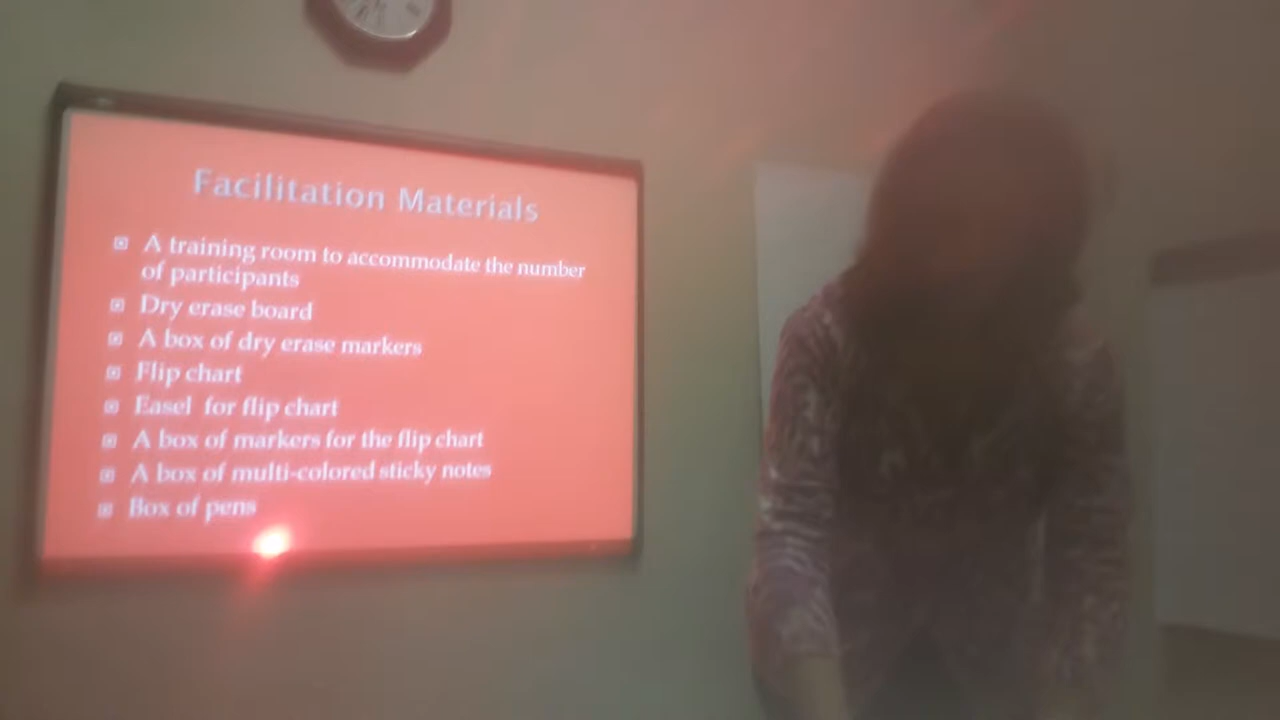 Facilitation Materials
A training room to accommodate the number
of participants
Dry erase board
A box of dry erase markers
Flip chart
Easel for flip chart
A box of markers for the flip chart
A box of multi-colored sticky notes
Box of pens